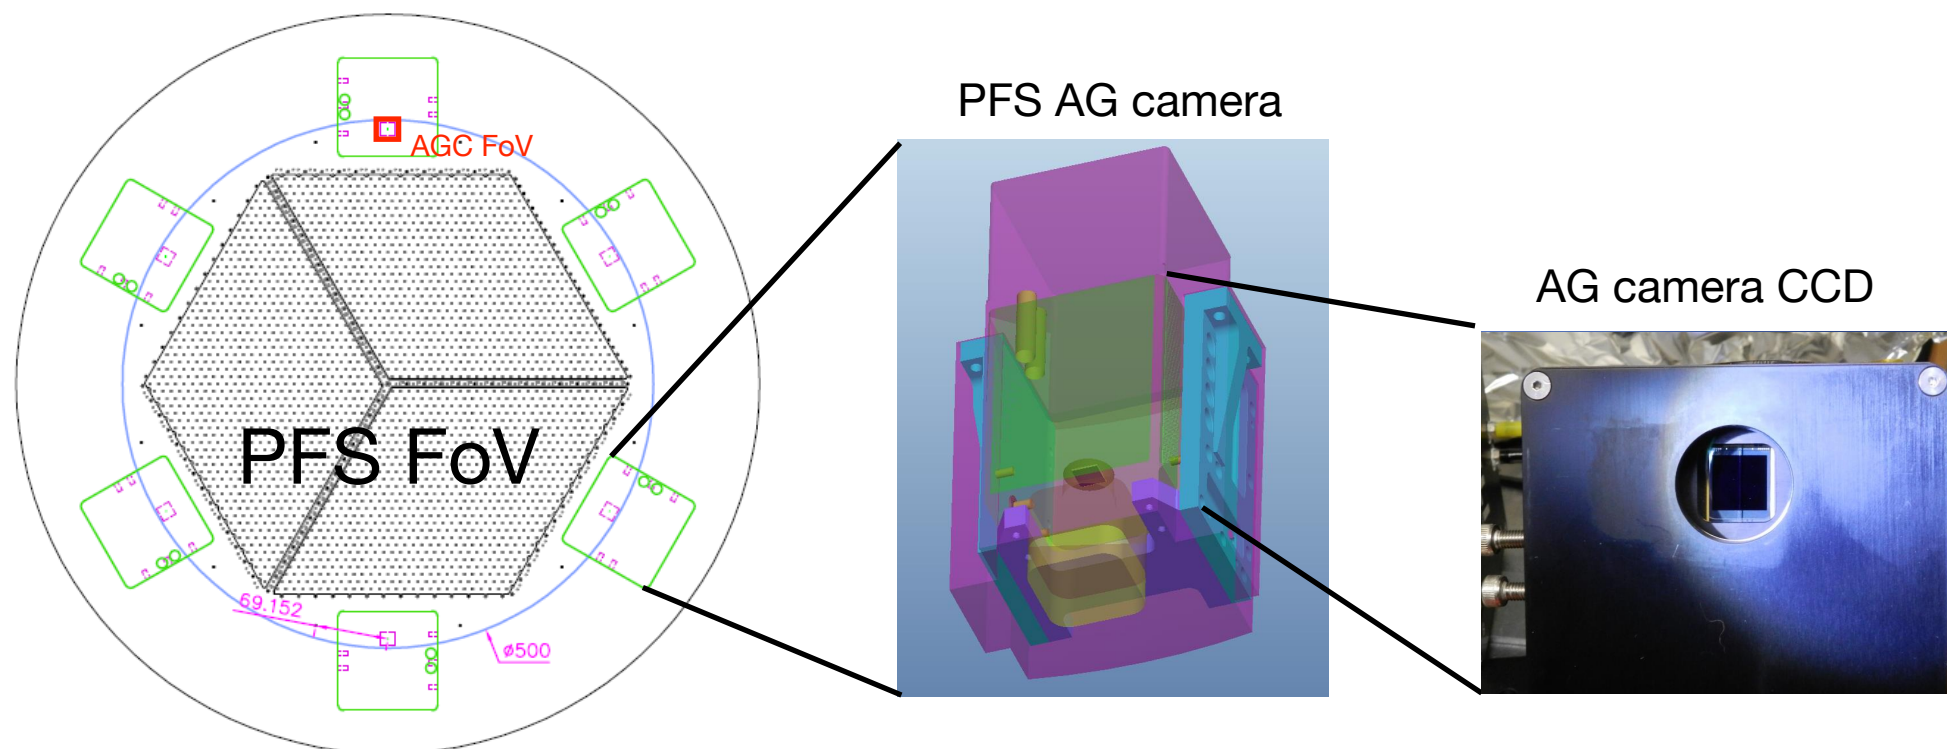 AGC FoV
PFS FoV
69.152
ø500
PFS AG camera
AG camera CCD